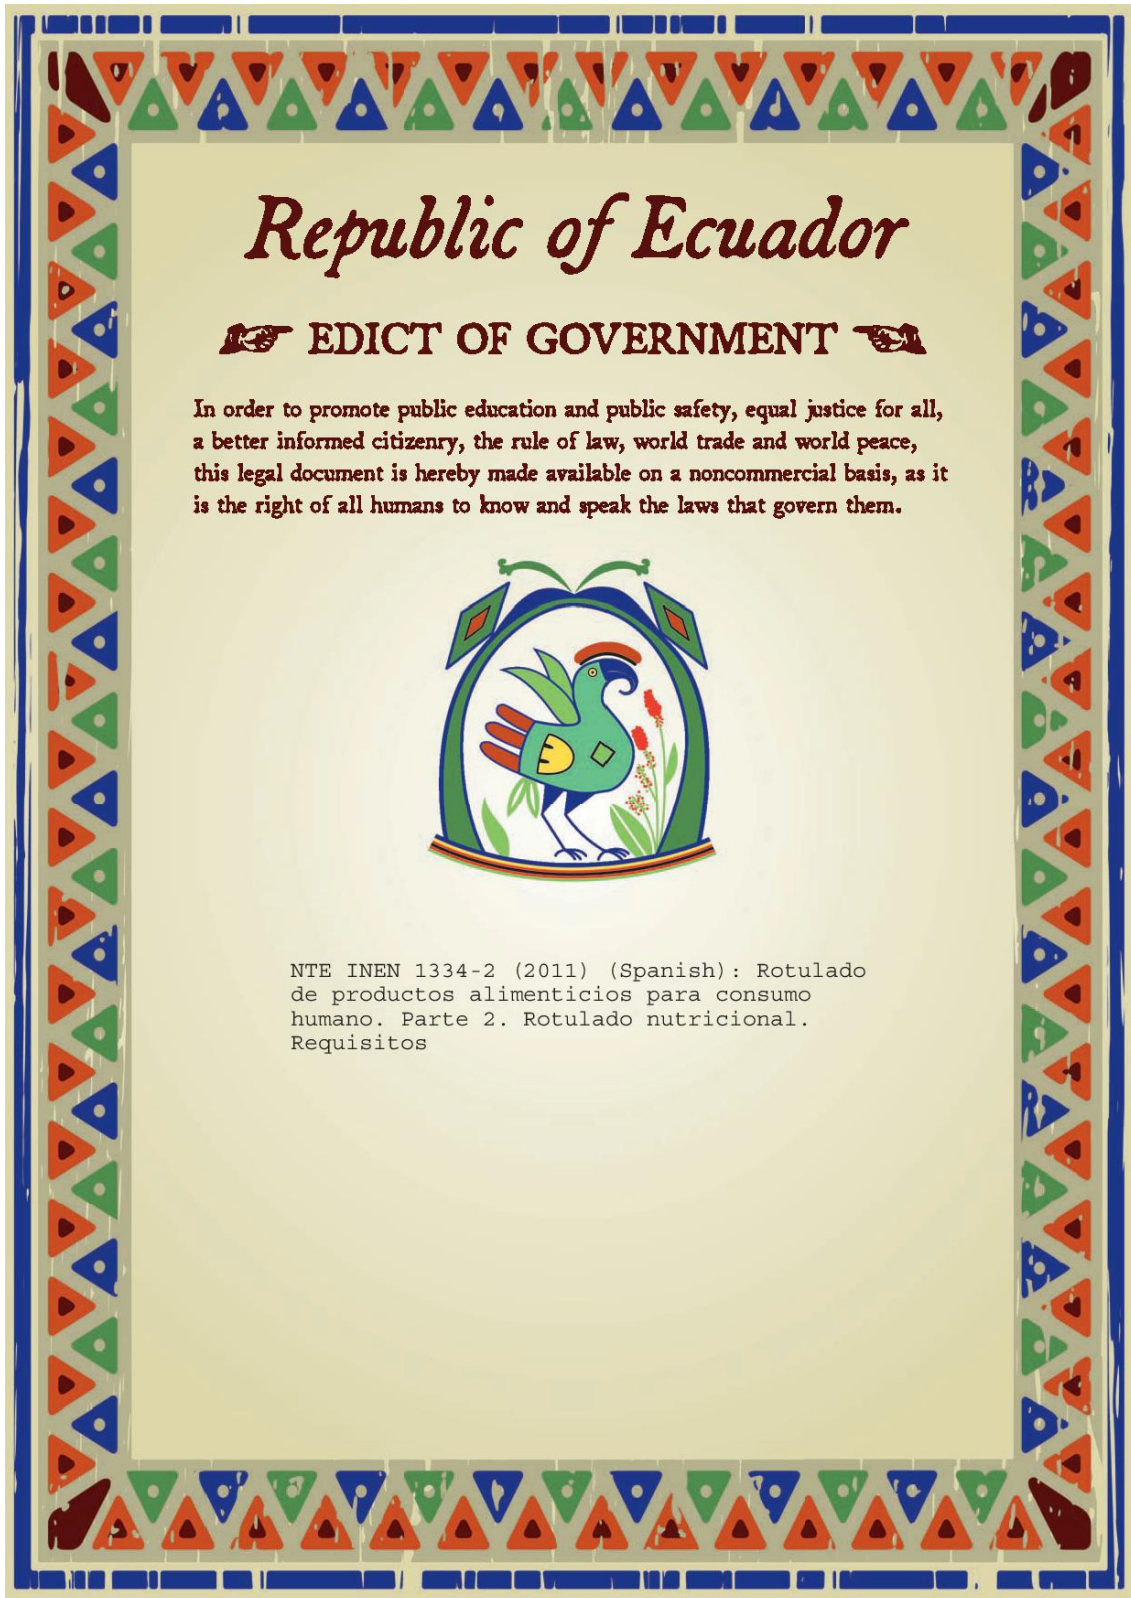 Republic of Ecuador
EDICT OF GOVERNMENT
In order to promote public education and public safety, equal justice for all,
a better informed citizenry, the rule of law, world trade and world peace,
this legal document is hereby made available on a noncommercial basis, as it
is the right of all humans to know and speak the laws that govern them.
NTE INEN 1334-2 (2011) (Spanish): Rotulado
de productos alimenticios para consumo
humano. Parte 2. Rotulado nutricional.
Requisitos